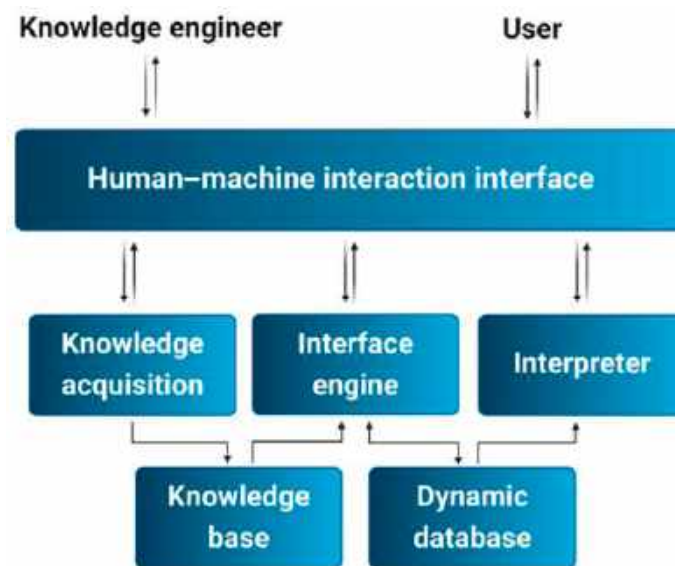 Knowledge engineer
User
Human–machine interaction interface
Knowledge
acquisition
Interface
engine
Interpreter
Knowledge
base
Dynamic
database